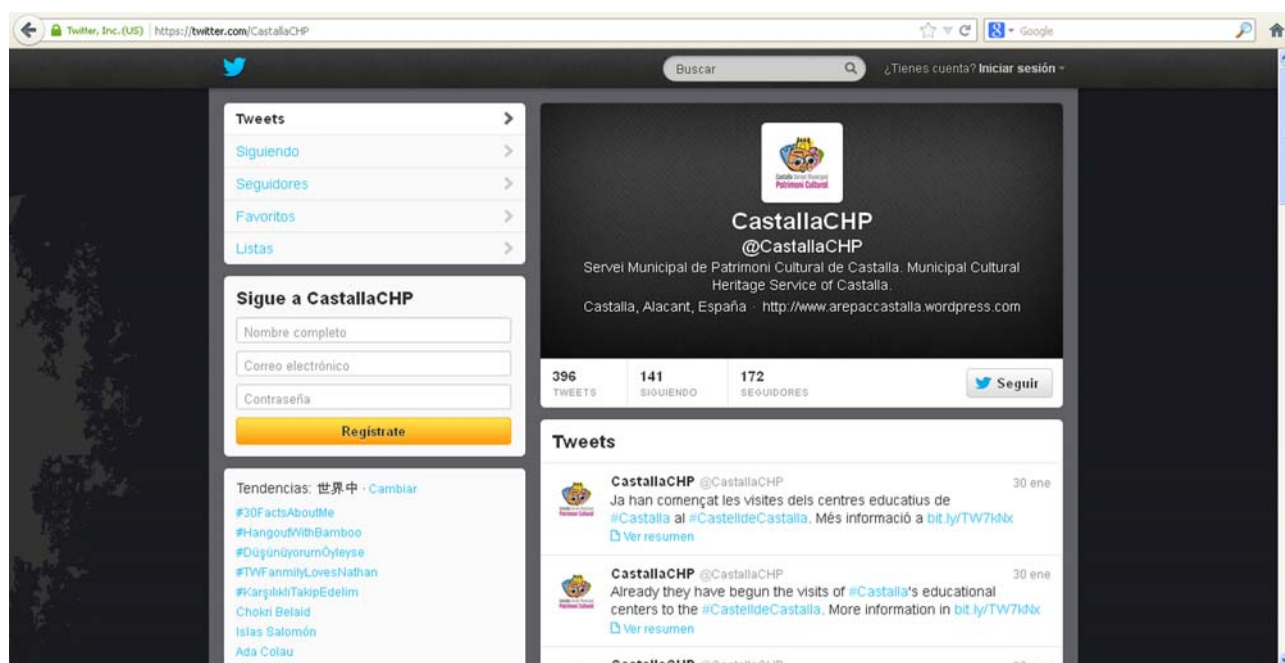 Twitter, Inc. (US) https://twitter.com/CastallaCHP
Google
Buscar
¿Tienes cuenta? Iniciar sesión
Tweets
Siguiendo
Seguidores
Favoritos
Listas
Sigue a CastallaCHP
Nombre completo
Correo electrónico
Contraseña
Regístrate
Tendencias: 世界中 · Cambiar
#30FactsAboutMe
#HangoutWithBamboo
#DüşünüyorumÖyleyse
#TWFanmilyLovesNathan
#KarşılıklıTakipEdelim
Chokri Belaid
Islas Salomón
Ada Colau
Castalla Servei Municipal
Patrimoni Cultural
CastallaCHP
@CastallaCHP
Servei Municipal de Patrimoni Cultural de Castalla. Municipal Cultural
Heritage Service of Castalla.
Castalla, Alacant, España · http://www.arepaccastalla.wordpress.com
396 141 172
TWEETS SIGUIENDO SEGUIDORES
Seguir
Tweets
CastallaCHP @CastallaCHP 30 ene
Ja han començat les visites dels centres educatius de
#Castalla al #CastelldeCastalla. Més informació a bit.ly/TW7kNx
Ver resumen
CastallaCHP @CastallaCHP 30 ene
Already they have begun the visits of #Castalla's educational
centers to the #CastelldeCastalla. More information in bit.ly/TW7kNx
Ver resumen